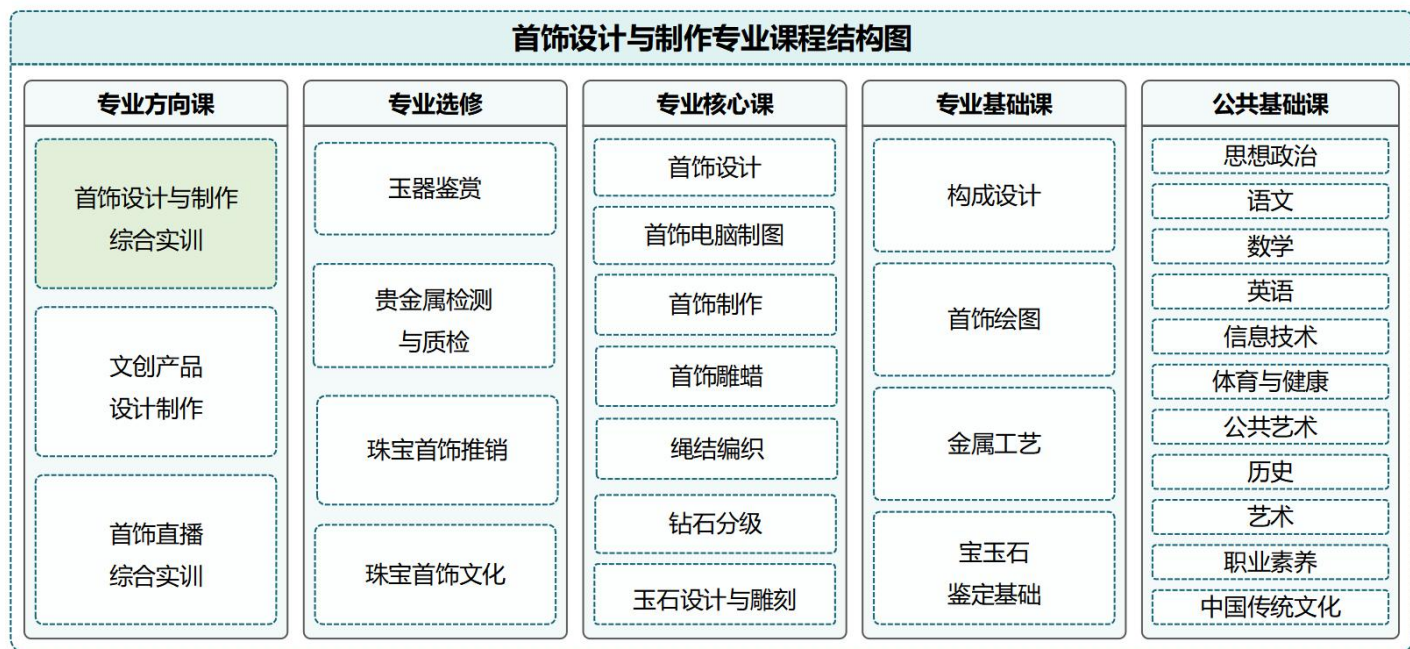 首饰设计与制作专业课程结构图
专业方向课
首饰设计与制作
综合实训
文创产品
设计制作
首饰直播
综合实训
专业选修
玉器鉴赏
贵金属检测
与质检
珠宝首饰推销
珠宝首饰文化
专业核心课
首饰设计
首饰电脑制图
首饰制作
首饰雕蜡
绳结编织
钻石分级
玉石设计与雕刻
专业基础课
构成设计
首饰绘图
金属工艺
宝玉石
鉴定基础
公共基础课
思想政治
语文
数学
英语
信息技术
体育与健康
公共艺术
历史
艺术
职业素养
中国传统文化